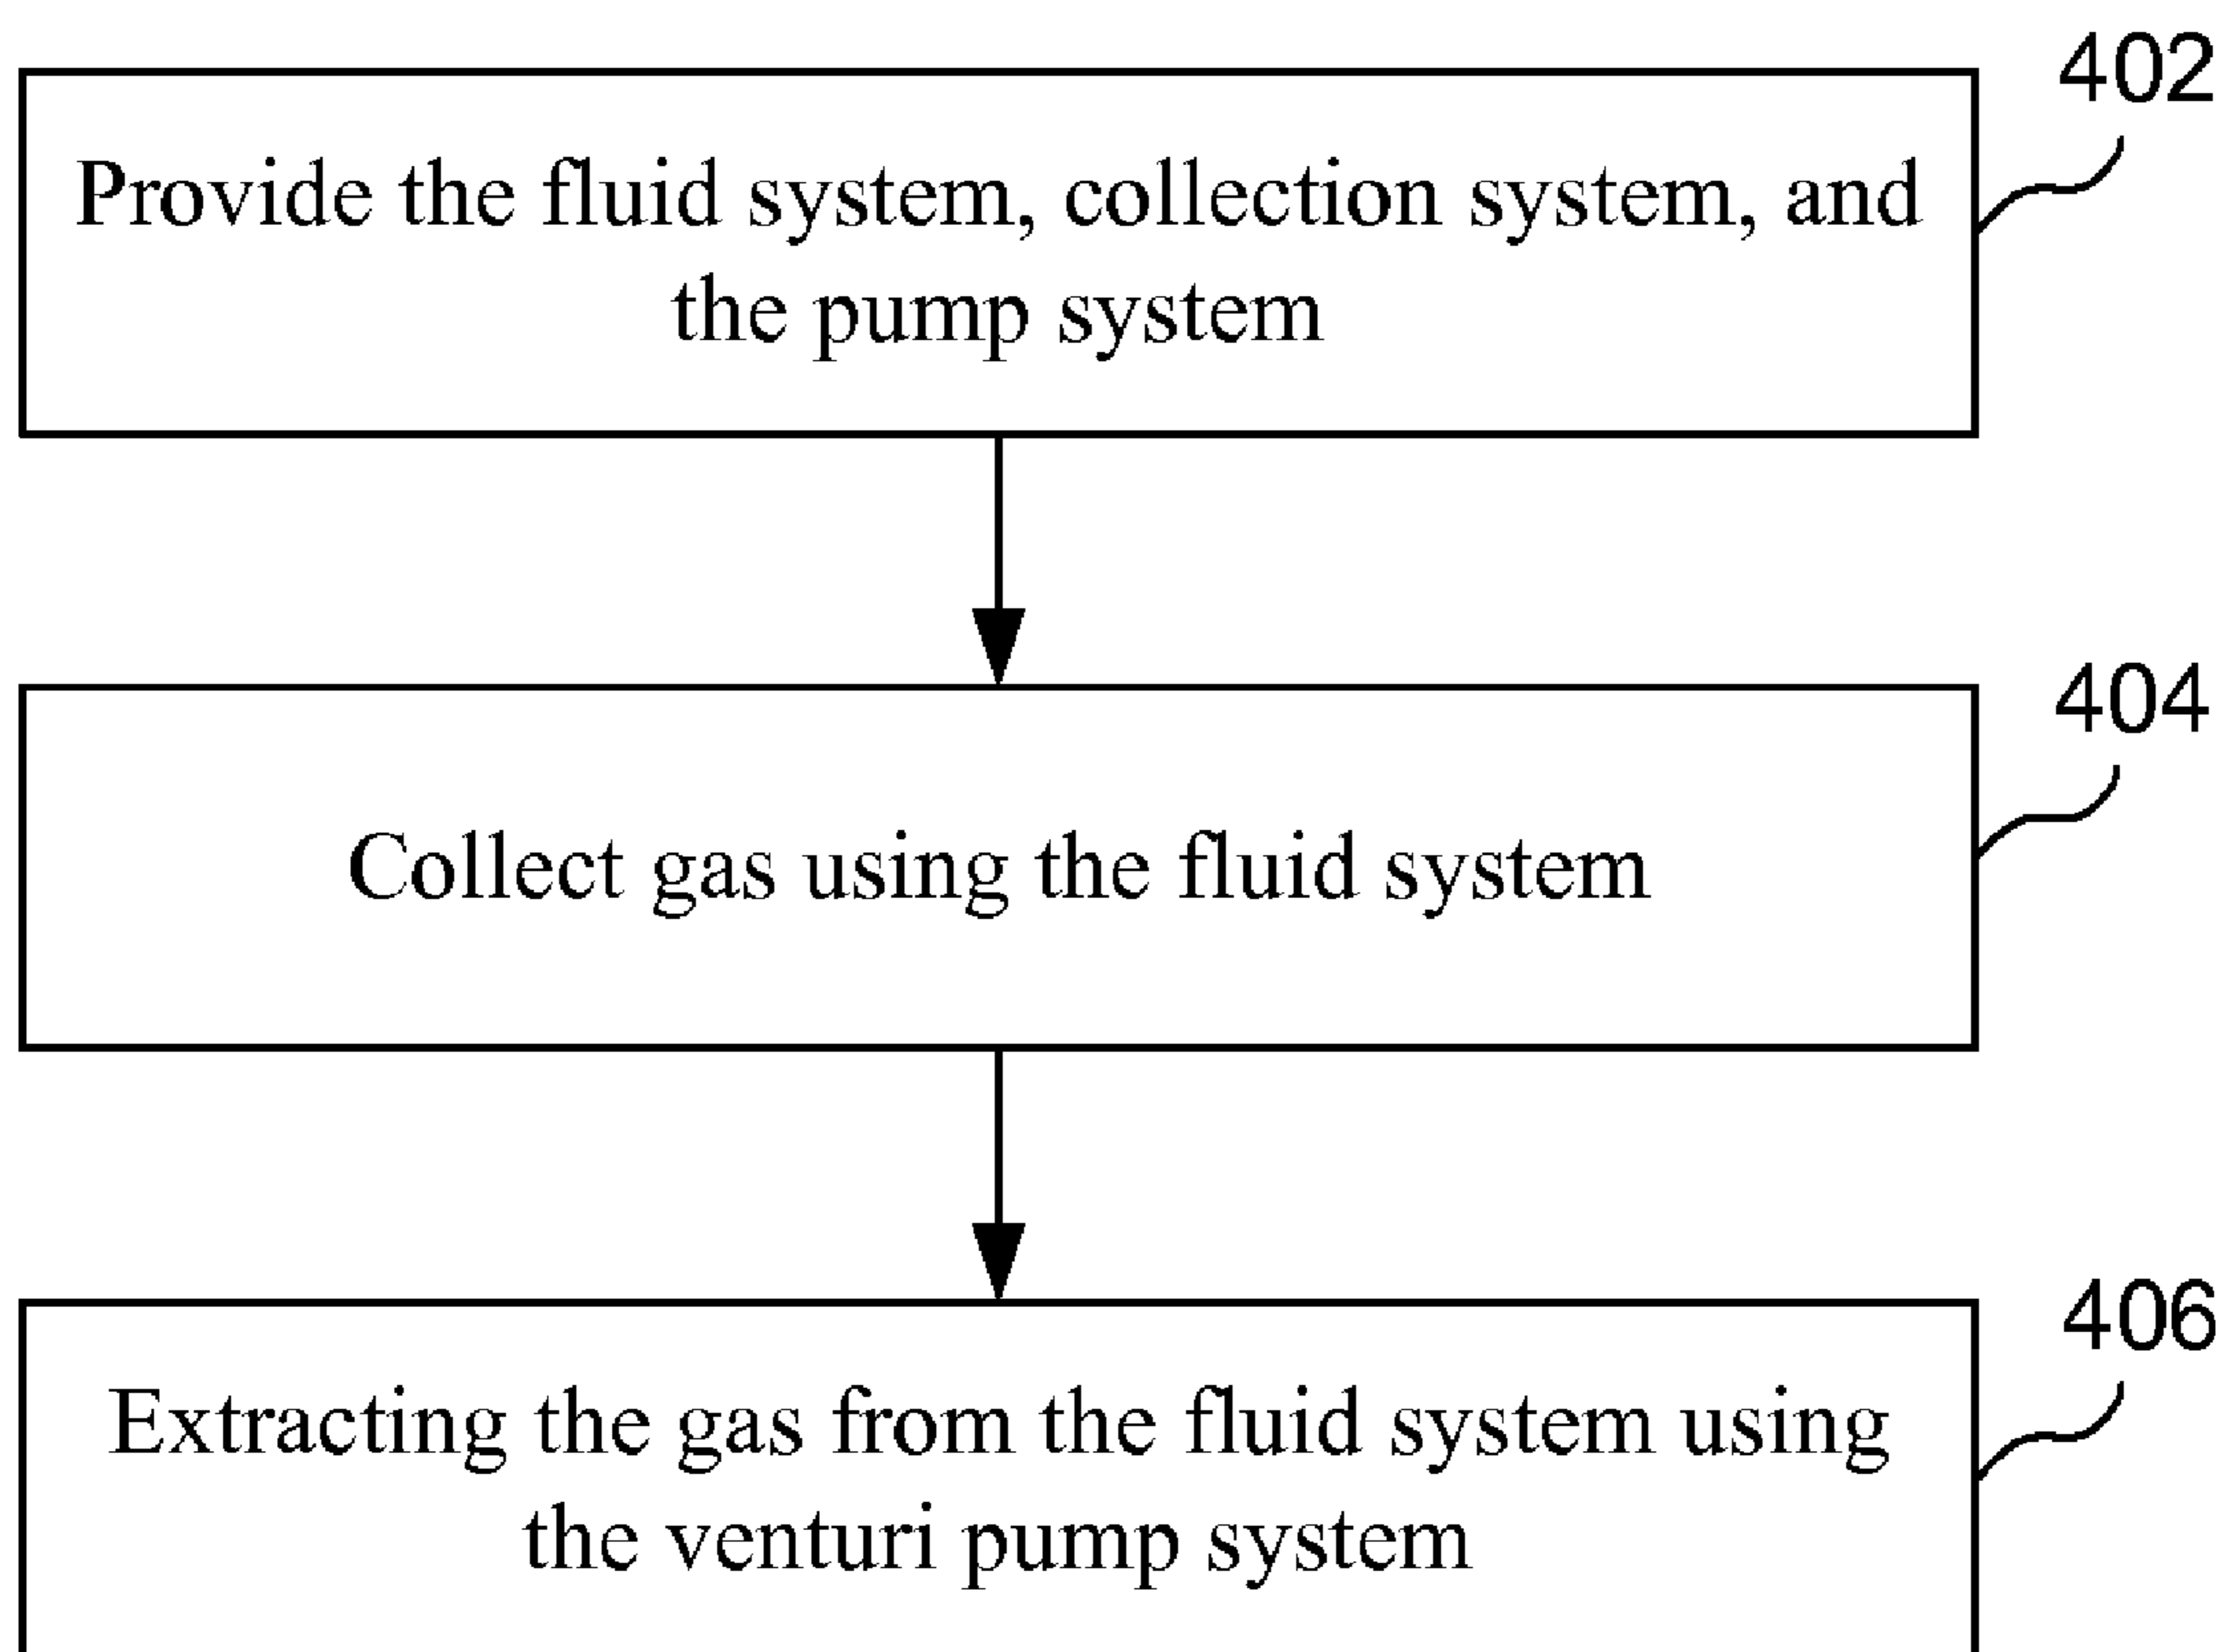 402
Provide the fluid system, collection system, and
the pump system
404
Collect gas using the fluid system
406
Extracting the gas from the fluid system using
the venturi pump system